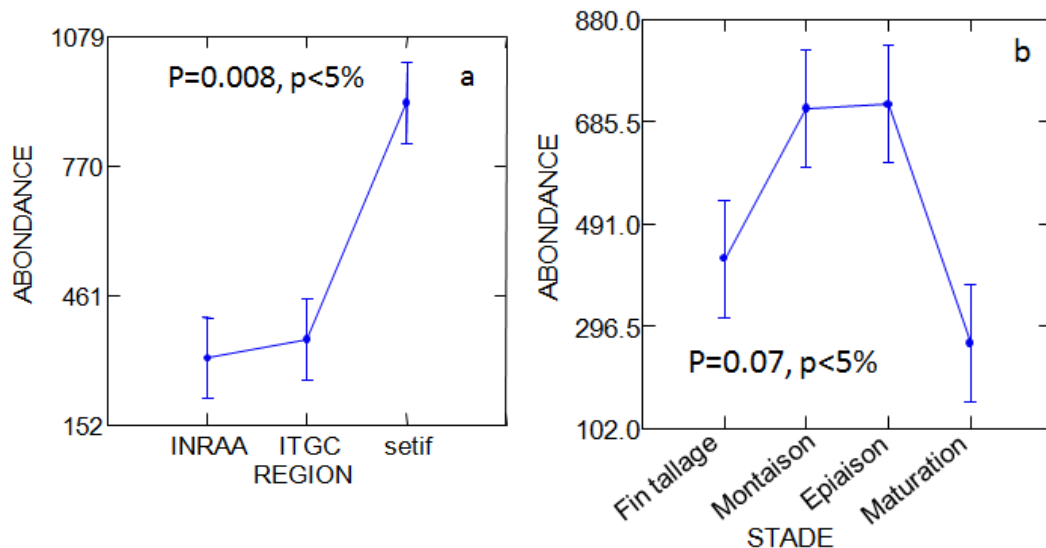 1079
770
461
152
ABONDANCE
P=0.008, p<5%
a
INRAA
ITGC
setif
REGION
880.0
685.5
491.0
296.5
102.0
ABONDANCE
b
P=0.07, p<5%
Fin tallage
Montaison
Epiaison
Maturation
STADE